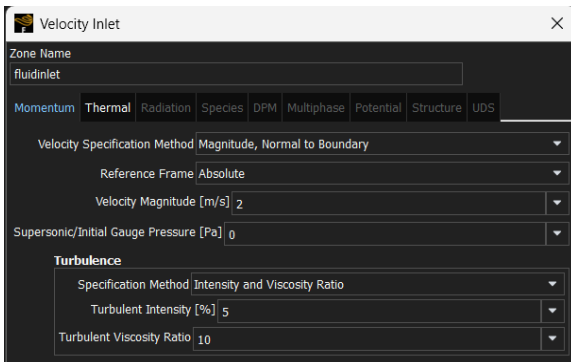 Velocity Inlet
Zone Name
fluidinlet
Momentum Thermal Radiation Species DPM Multiphase Potential Structure UDS
Velocity Specification Method Magnitude, Normal to Boundary
Reference Frame Absolute
Velocity Magnitude [m/s] 2
Supersonic/Initial Gauge Pressure [Pa] 0
Turbulence
Specification Method Intensity and Viscosity Ratio
Turbulent Intensity [%] 5
Turbulent Viscosity Ratio 10